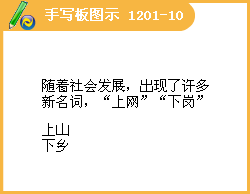 手写板图示 1201-10
随着社会发展，出现了许多
新名词，“上网”“下岗”
上山
下乡